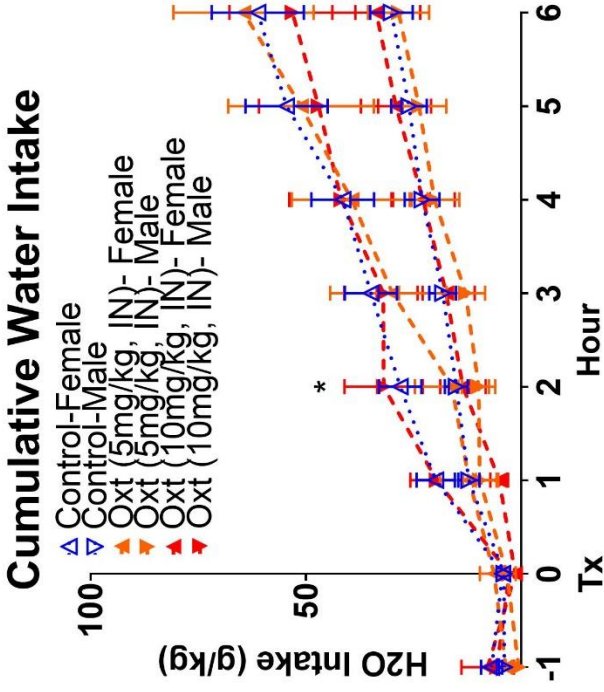 Cumulative Water Intake
Control-Female
Control-Male
Oxt (5mg/kg, IN)- Female
Oxt (5mg/kg, IN)- Male
Oxt (10mg/kg, IN)- Female
Oxt (10mg/kg, IN)- Male
H2O Intake (g/kg)
100
50
*
-1 0 1 2 3 4 5 6
Tx
Hour